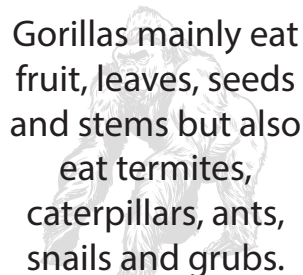 Gorillas mainly eat
fruit, leaves, seeds
and stems but also
eat termites,
caterpillars, ants,
snails and grubs.